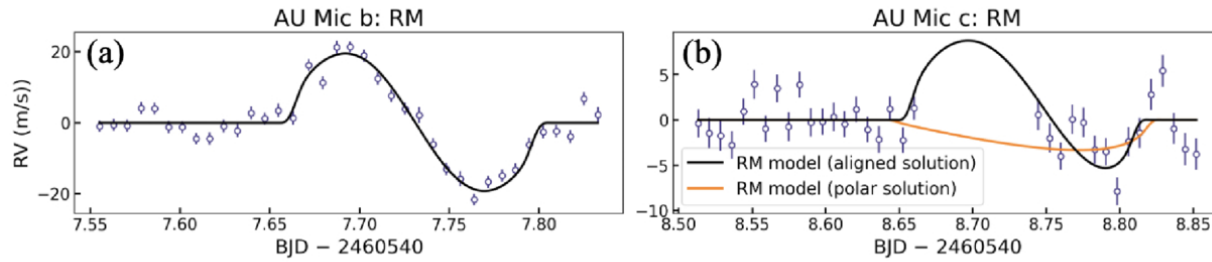 AU Mic b: RM
(a)
RV (m/s))
20
0
−20
7.55 7.60 7.65 7.70 7.75 7.80
BJD − 2460540
AU Mic c: RM
(b)
5
0
−5
−10
RM model (aligned solution)
RM model (polar solution)
8.50 8.55 8.60 8.65 8.70 8.75 8.80 8.85
BJD − 2460540